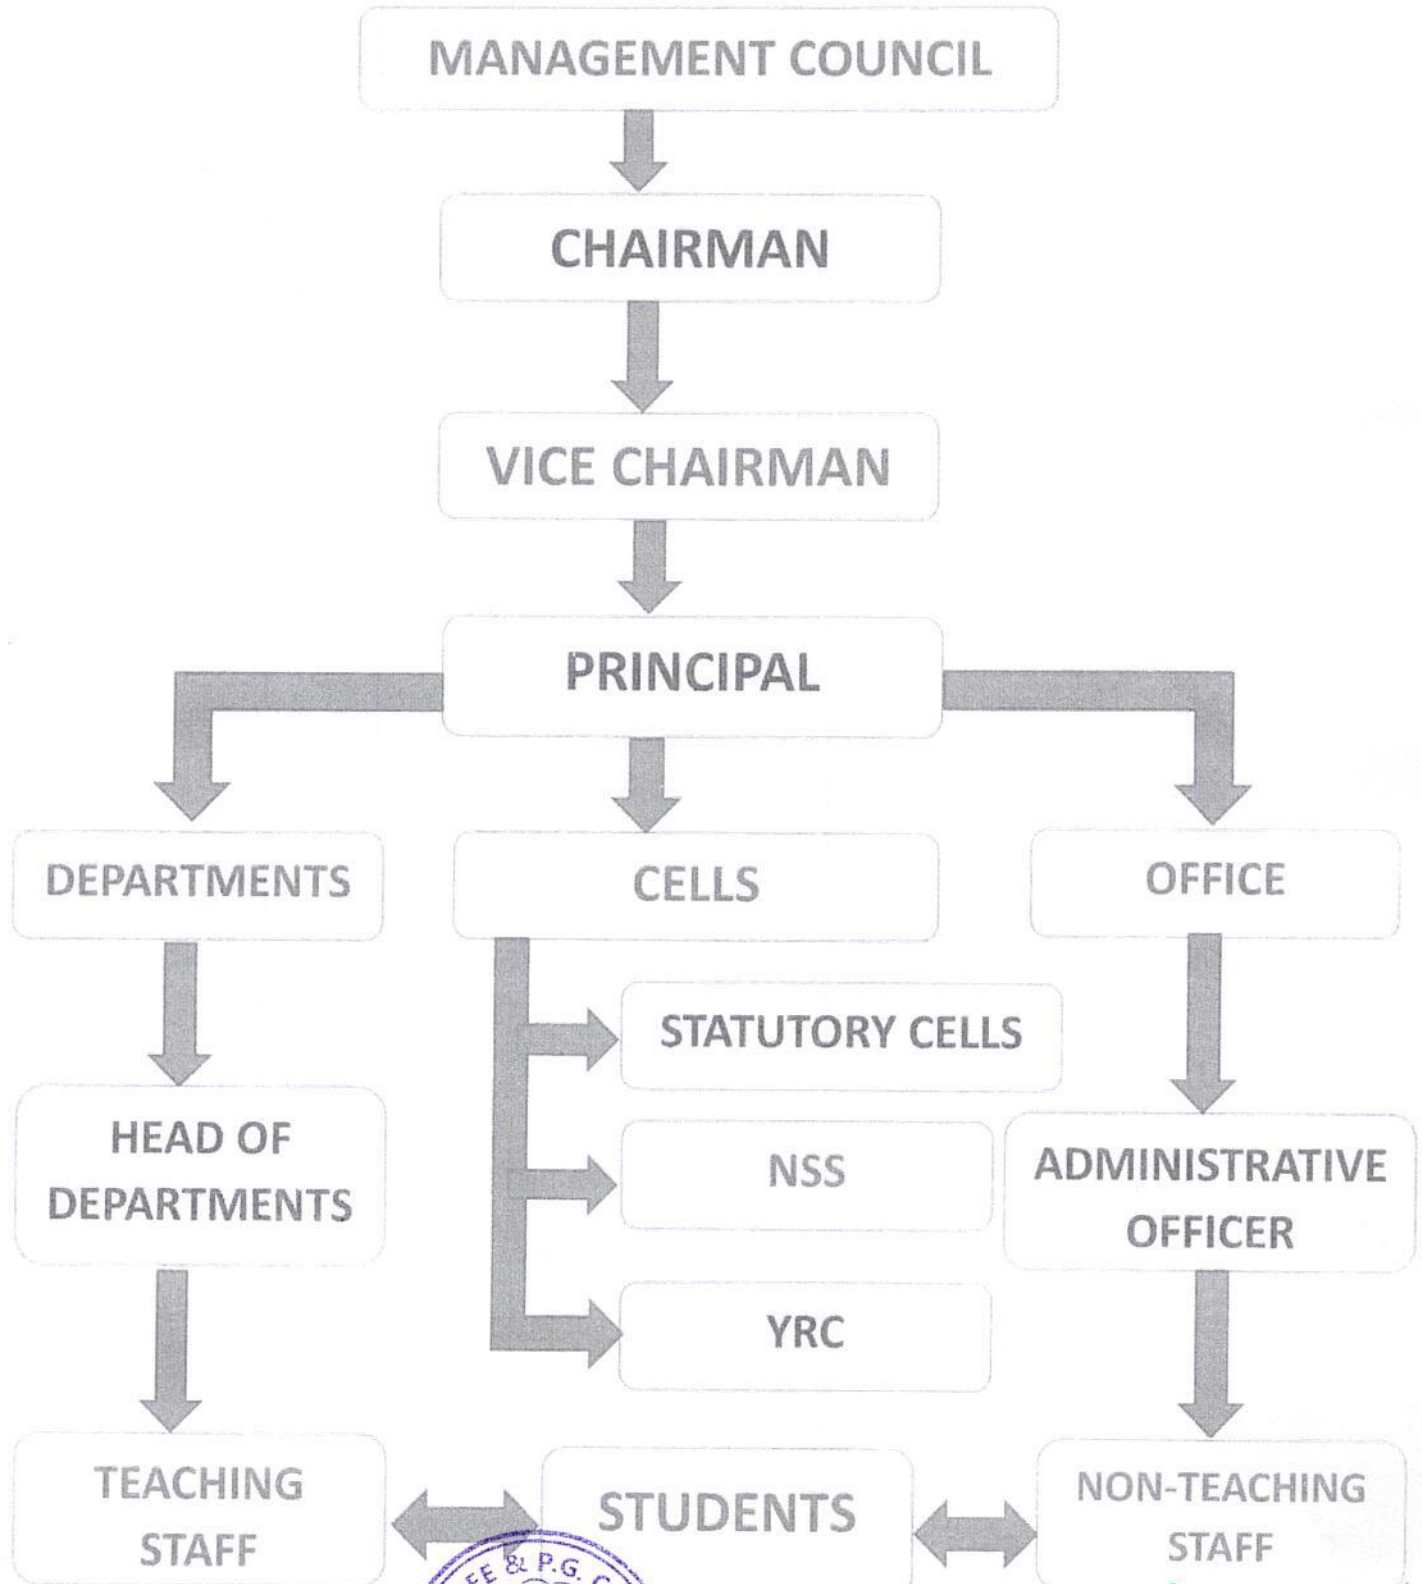 MANAGEMENT COUNCIL
CHAIRMAN
VICE CHAIRMAN
PRINCIPAL
DEPARTMENTS
CELLS
OFFICE
STATUTORY CELLS
HEAD OF
DEPARTMENTS
NSS
ADMINISTRATIVE
OFFICER
YRC
TEACHING
STAFF
STUDENTS
NON-TEACHING
STAFF
& P.G.